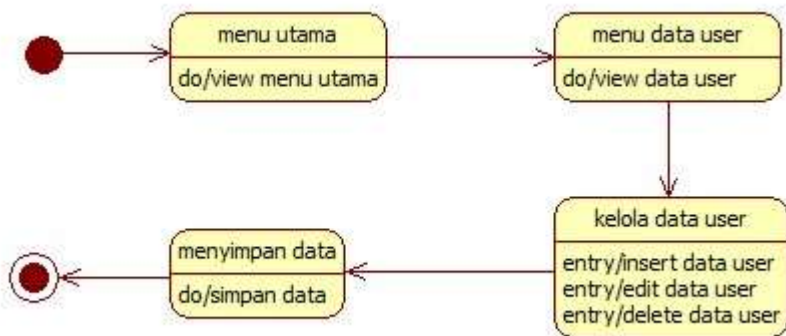 menu utama
do/view menu utama
menu data user
do/view data user
kelola data user
entry/insert data user
entry/edit data user
entry/delete data user
menyimpan data
do/simpan data